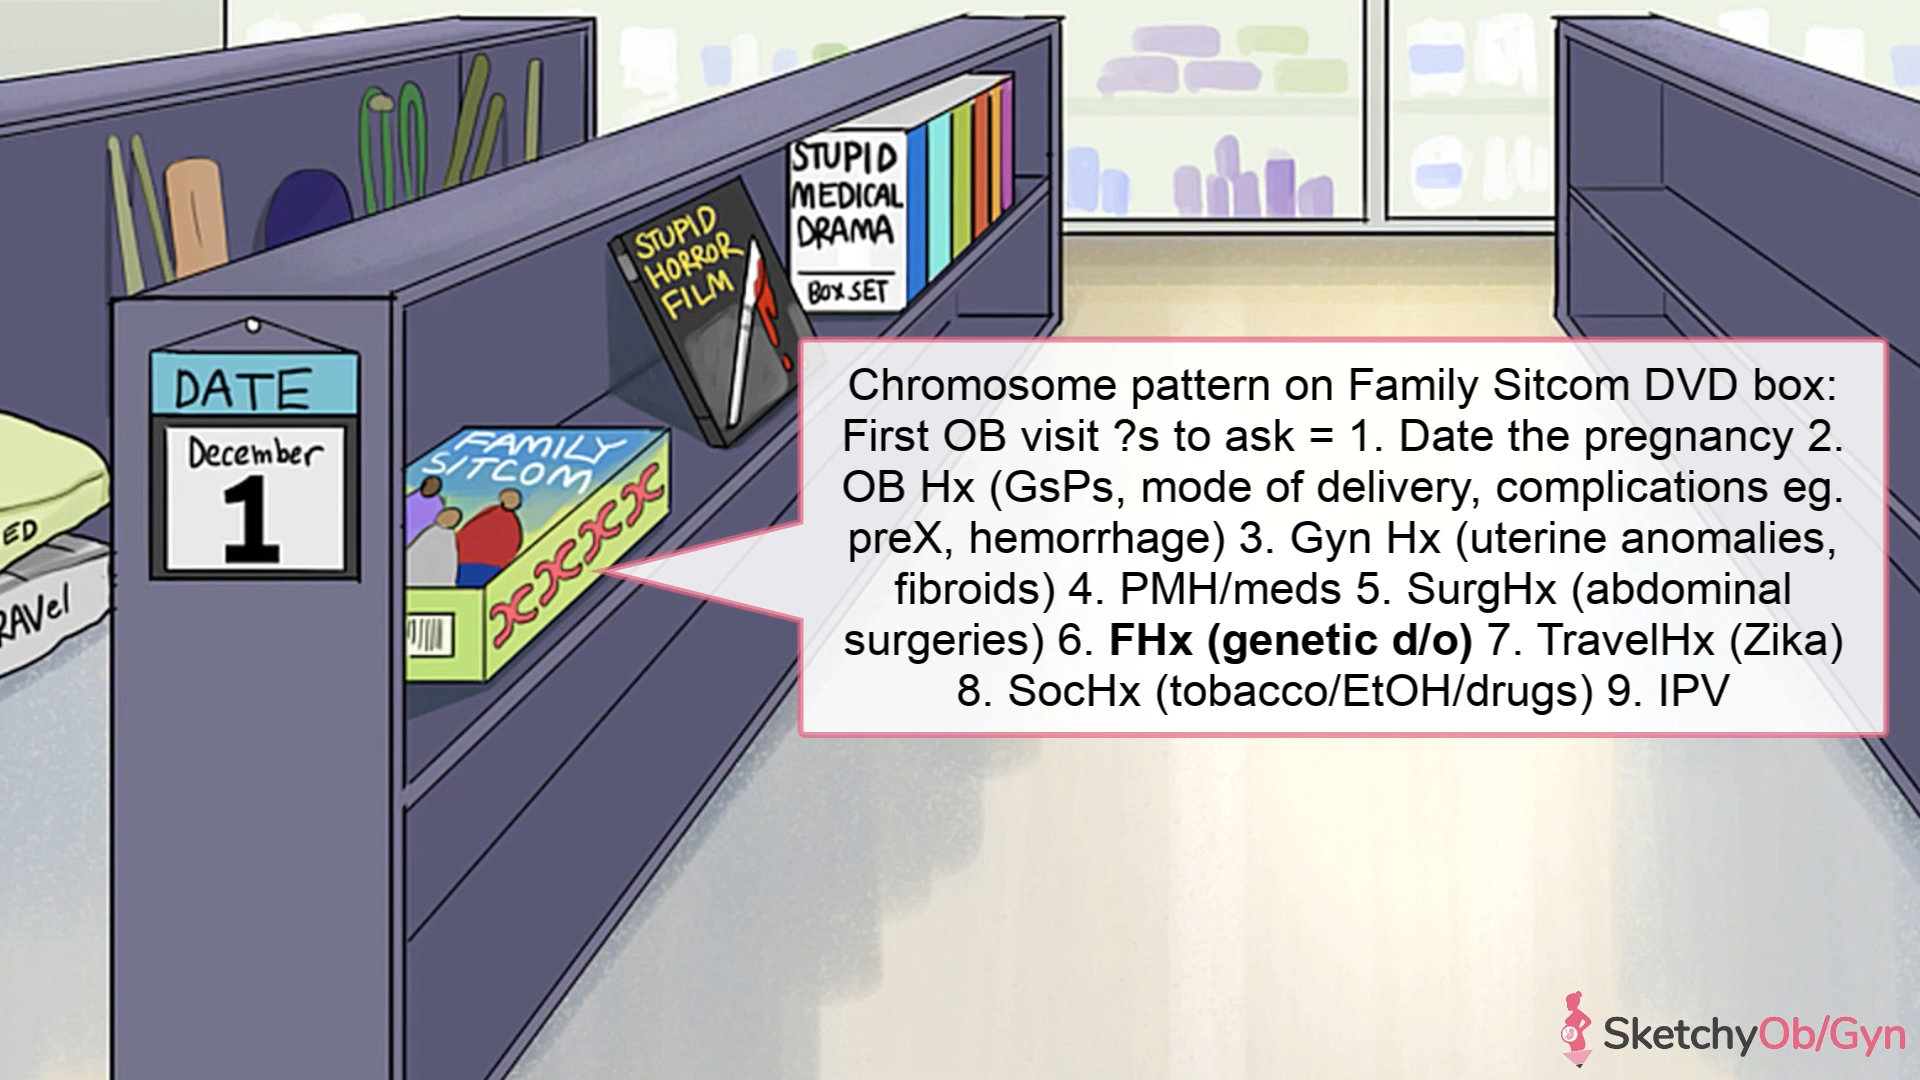 STUPID
MEDICAL
DRAMA
BOX SET
STUPID
HORROR
FILM
DATE
December
1
FAMILY
SITCOM
ED
RAVel
Chromosome pattern on Family Sitcom DVD box:
First OB visit ?s to ask = 1. Date the pregnancy 2.
OB Hx (GsPs, mode of delivery, complications eg.
preX, hemorrhage) 3. Gyn Hx (uterine anomalies,
fibroids) 4. PMH/meds 5. SurgHx (abdominal
surgeries) 6. FHx (genetic d/o) 7. TravelHx (Zika)
8. SocHx (tobacco/EtOH/drugs) 9. IPV
SketchyOb/Gyn